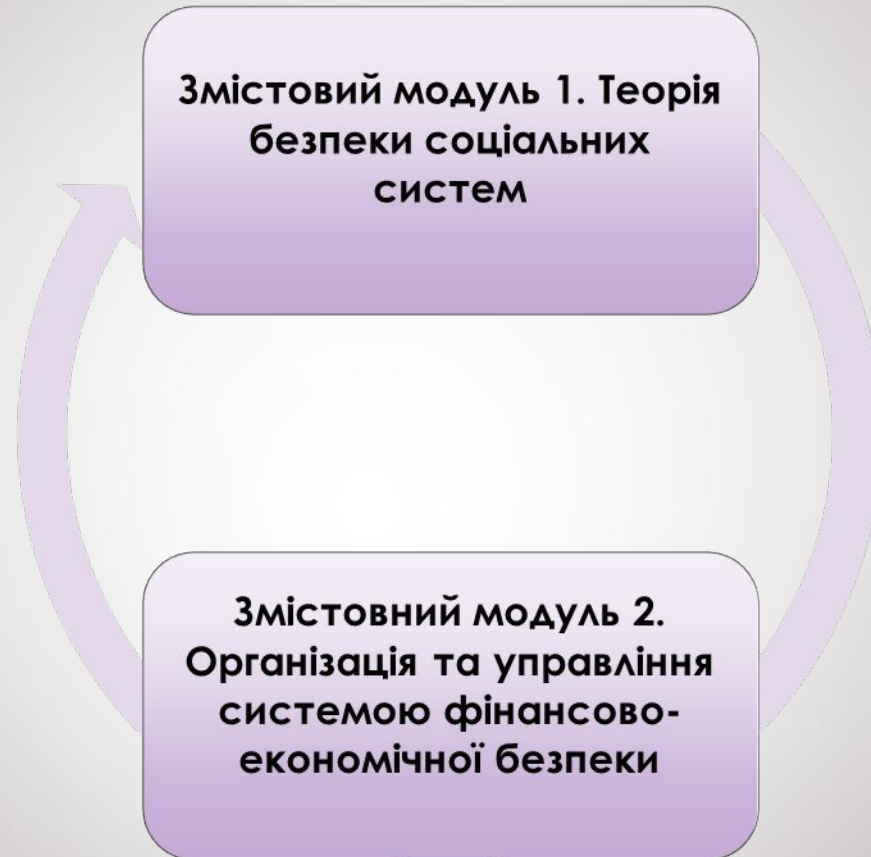 Змістовий модуль 1. Теорія
безпеки соціальних
систем
Змістовний модуль 2.
Організація та управління
системою фінансово-
економічної безпеки